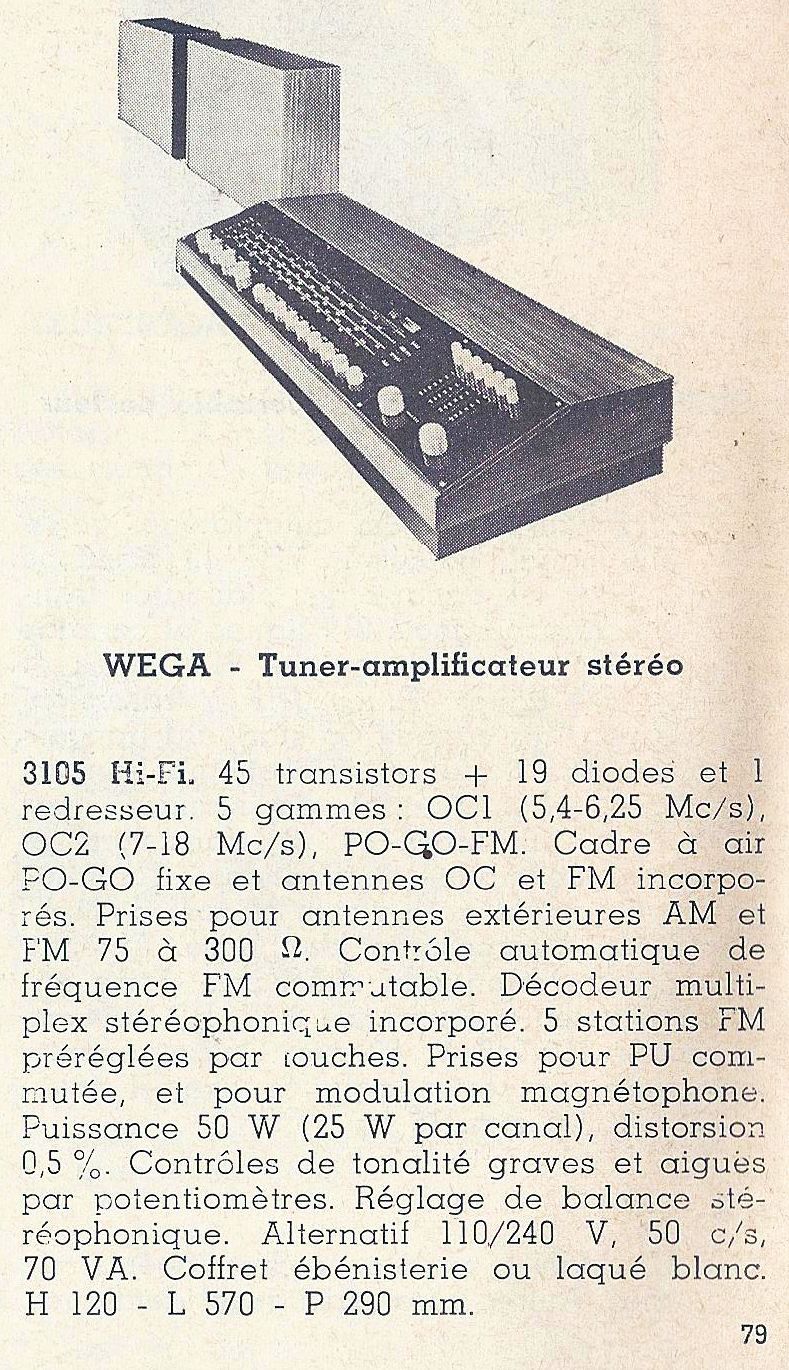 WEGA - Tuner-amplificateur stéréo
3105 Hi-Fi. 45 transistors + 19 diodes et 1
redresseur. 5 gammes : OC1 (5,4-6,25 Mc/s),
OC2 (7-18 Mc/s), PO-GO-FM. Cadre à air
PO-GO fixe et antennes OC et FM incorpo-
rés. Prises pour antennes extérieures AM et
FM 75 à 300 Ω. Contrôle automatique de
fréquence FM commutable. Décodeur multi-
plex stéréophonique incorporé. 5 stations FM
préréglées par touches. Prises pour PU com-
mutée, et pour modulation magnétophone.
Puissance 50 W (25 W par canal), distorsion
0,5 %. Contrôles de tonalité graves et aiguës
par potentiomètres. Réglage de balance sté-
réophonique. Alternatif 110/240 V, 50 c/s,
70 VA. Coffret ébénisterie ou laqué blanc.
H 120 - L 570 - P 290 mm.
79